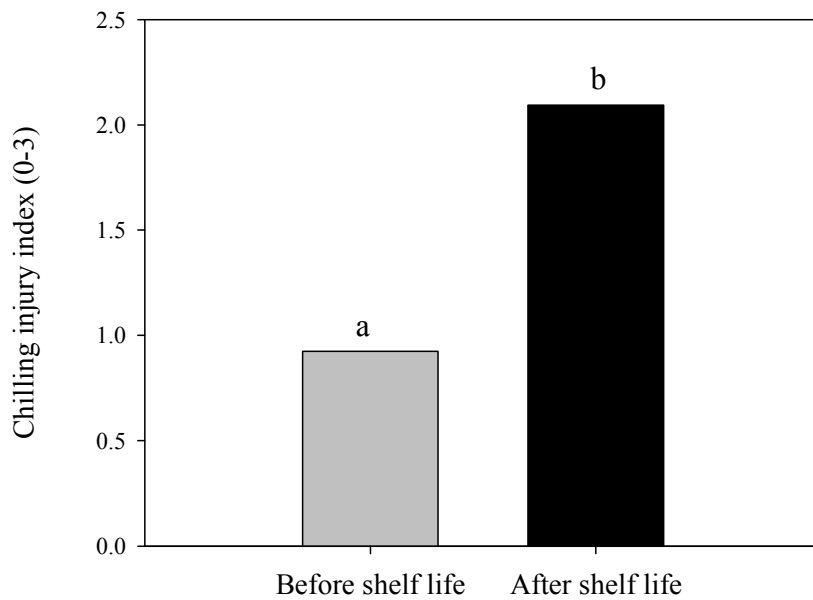 Chilling injury index (0-3)
2.5
2.0
1.5
1.0
0.5
0.0
a
b
Before shelf life
After shelf life